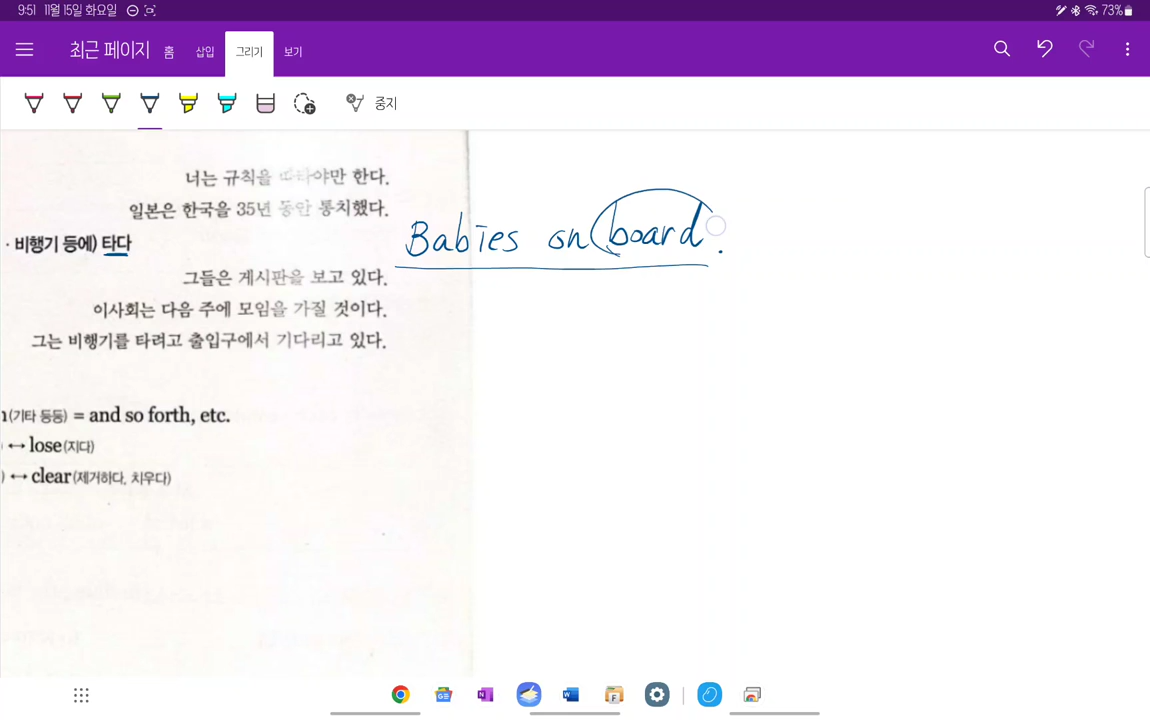 9:51 11월 15일 화요일
73%
최근 페이지 홈 삽입 그리기 보기
중지
너는 규칙을 따라야만 한다.
일본은 한국을 35년 동안 통치했다.
· 비행기 등에) 타다
그들은 게시판을 보고 있다.
이사회는 다음 주에 모임을 가질 것이다.
그는 비행기를 타려고 출입구에서 기다리고 있다.
(기타 등등) = and so forth, etc.
↔ lose (지다)
) ↔ clear (제거하다, 치우다)
Babies on board.